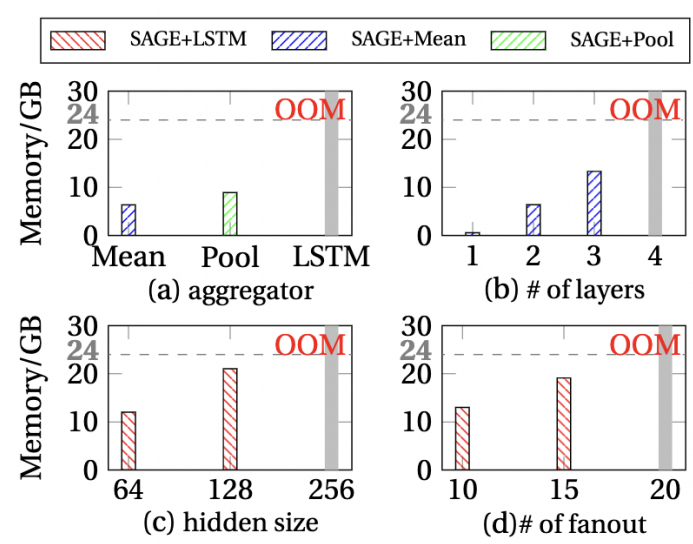 SAGE+LSTM SAGE+Mean SAGE+Pool
Memory/GB
30
24
20
10
0
OOM
Mean Pool LSTM
(a) aggregator
30
24
20
10
0
OOM
1 2 3 4
(b) # of layers
Memory/GB
30
24
20
10
0
OOM
64 128 256
(c) hidden size
30
24
20
10
0
OOM
10 15 20
(d)# of fanout